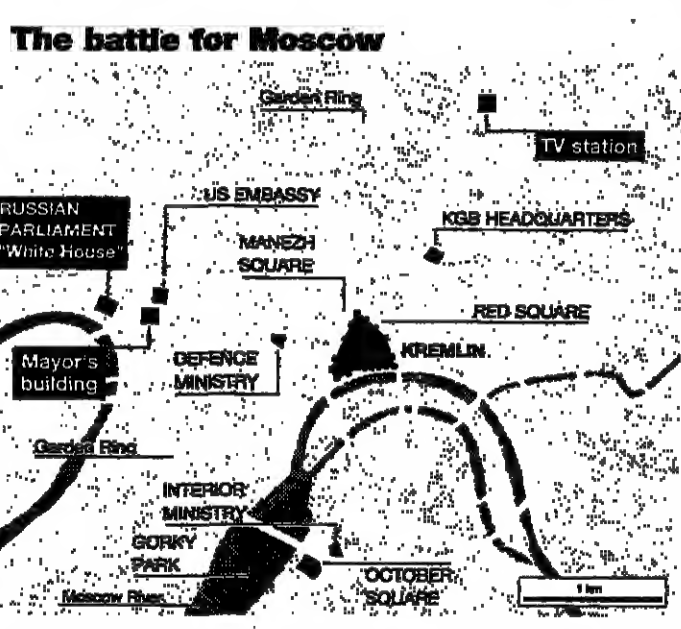 The battle for Moscow
Garden Ring
TV station
US EMBASSY
RUSSIAN
PARLIAMENT
"White House"
KGB HEADQUARTERS
MANEZH
SQUARE
RED SQUARE
KREMLIN
Mayor's
building
DEFENCE
MINISTRY
Garden Ring
INTERIOR
MINISTRY
GORKY
PARK
OCTOBER
SQUARE
Moscow River
1 km